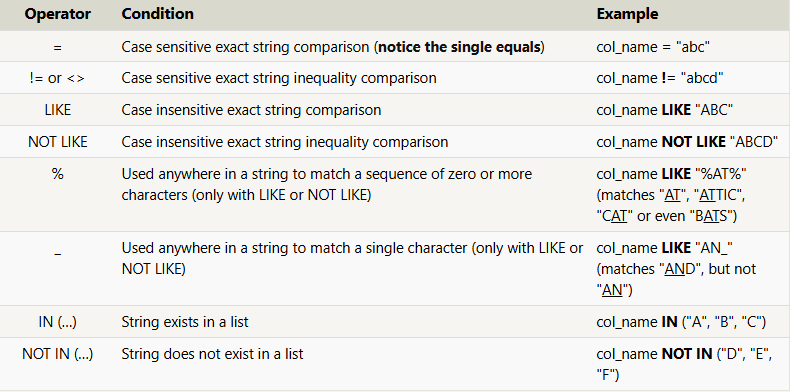 Operator Condition Example
= Case sensitive exact string comparison (notice the single equals) col_name = "abc"
!= or <> Case sensitive exact string inequality comparison col_name != "abcd"
LIKE Case insensitive exact string comparison col_name LIKE "ABC"
NOT LIKE Case insensitive exact string inequality comparison col_name NOT LIKE "ABCD"
% Used anywhere in a string to match a sequence of zero or more col_name LIKE "%AT%"
characters (only with LIKE or NOT LIKE) (matches "AT", "ATTIC",
"CAT" or even "BATS")
_ Used anywhere in a string to match a single character (only with LIKE or col_name LIKE "AN_"
NOT LIKE) (matches "AND", but not
"AN")
IN (...) String exists in a list col_name IN ("A", "B", "C")
NOT IN (...) String does not exist in a list col_name NOT IN ("D", "E",
"F")